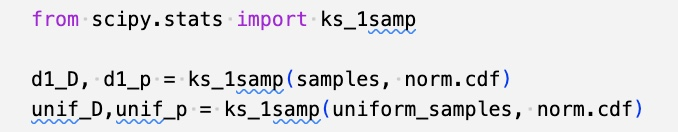 from scipy.stats import ks_1samp
d1_D, d1_p = ks_1samp(samples, norm.cdf)
unif_D,unif_p = ks_1samp(uniform_samples, norm.cdf)